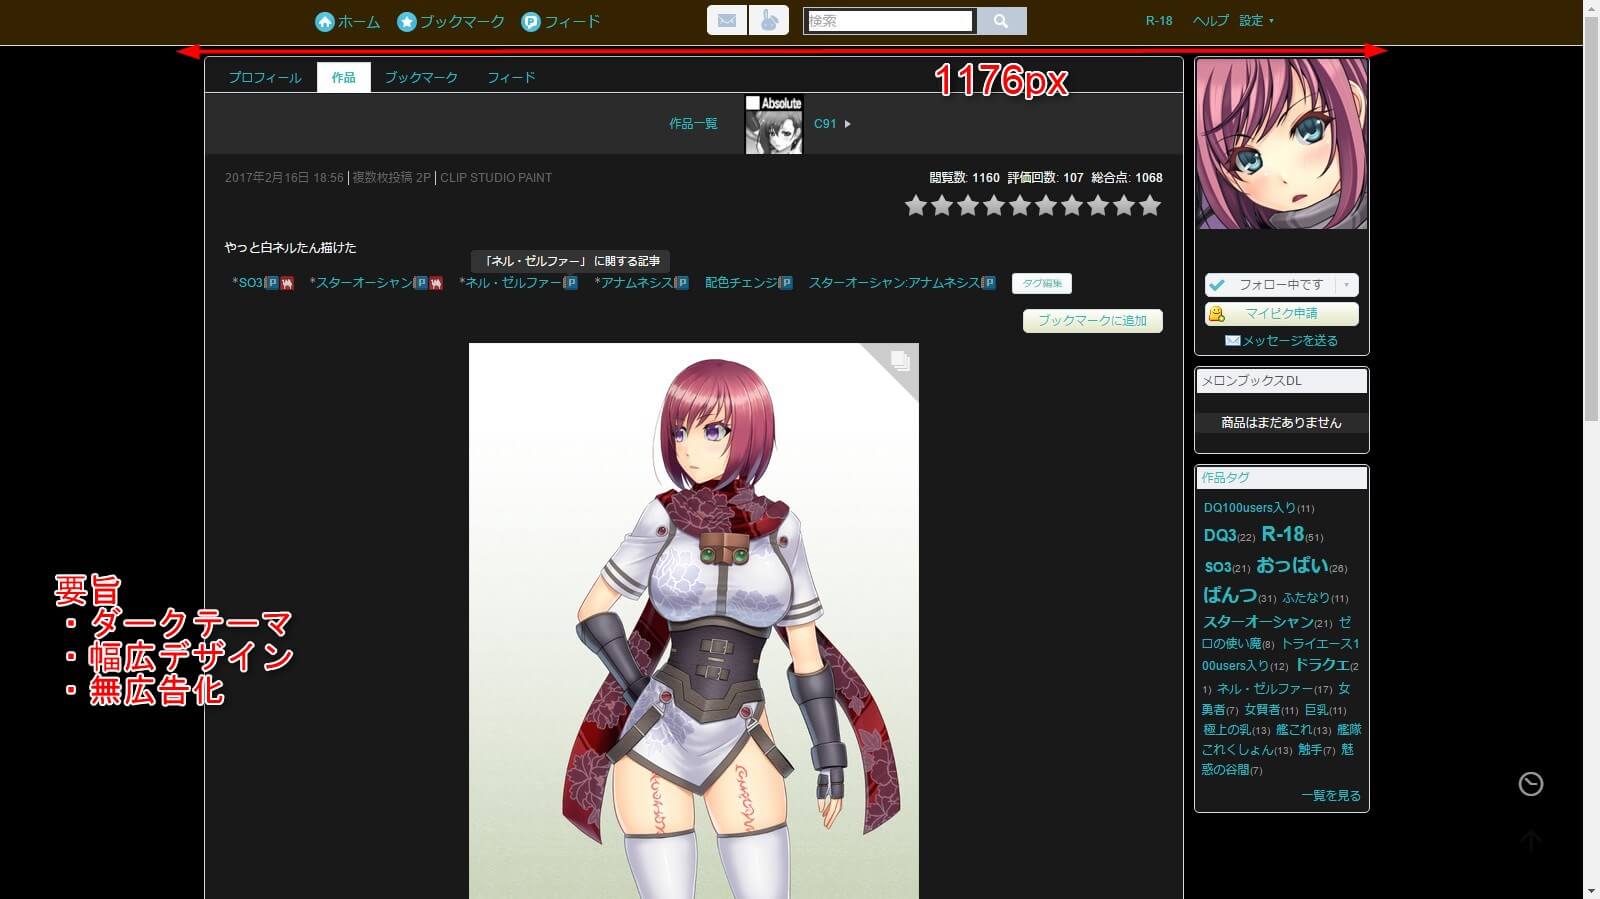 ホーム ブックマーク フィード 検索 R-18 ヘルプ 設定
プロフィール 作品 ブックマーク フィード
1176px
作品一覧 Absolute C91
2017年2月16日 18:56 | 複数枚投稿 2P | CLIP STUDIO PAINT
閲覧数: 1160 評価回数: 107 総合点: 1068
やっと白ネルたん描けた
「ネル・ゼルファー」 に関する記事
*SO3 *スターオーシャン *ネル・ゼルファー *アナムネシス 配色チェンジ スターオーシャン:アナムネシス タグ編集
ブックマークに追加
要旨
・ダークテーマ
・幅広デザイン
・無広告化
フォロー中です
マイピク申請
メッセージを送る
メロンブックスDL
商品はまだありません
作品タグ
DQ100users入り(11)
DQ3(22) R-18(51)
SO3(21) おっぱい(26)
ぱんつ(31) ふたなり(11)
スターオーシャン(21) ゼ
ロの使い魔(8) トライエース1
00users入り(12) ドラクエ(2
1) ネル・ゼルファー(17) 女
勇者(7) 女賢者(11) 巨乳(11)
極上の乳(13) 艦これ(13) 艦隊
これくしょん(13) 触手(7) 魅
惑の谷間(7)
一覧を見る